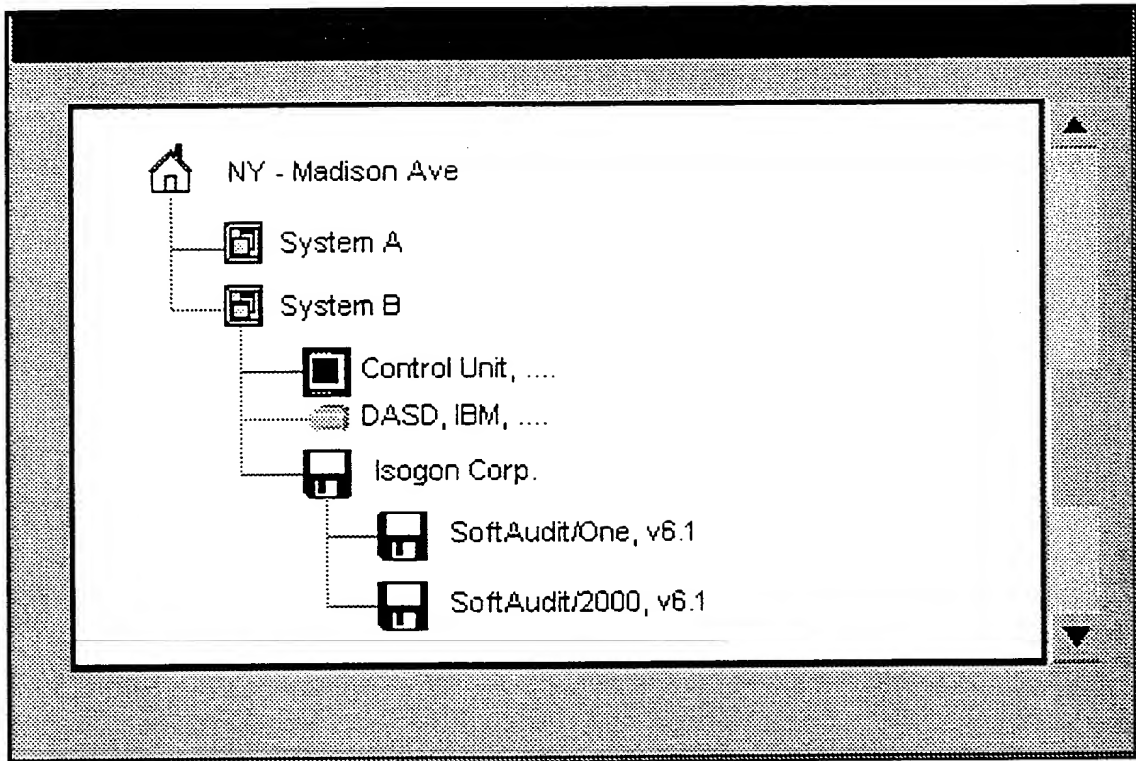 NY - Madison Ave
System A
System B
Control Unit, ....
DASD, IBM, ....
Isogon Corp.
SoftAudit/One, v6.1
SoftAudit/2000, v6.1